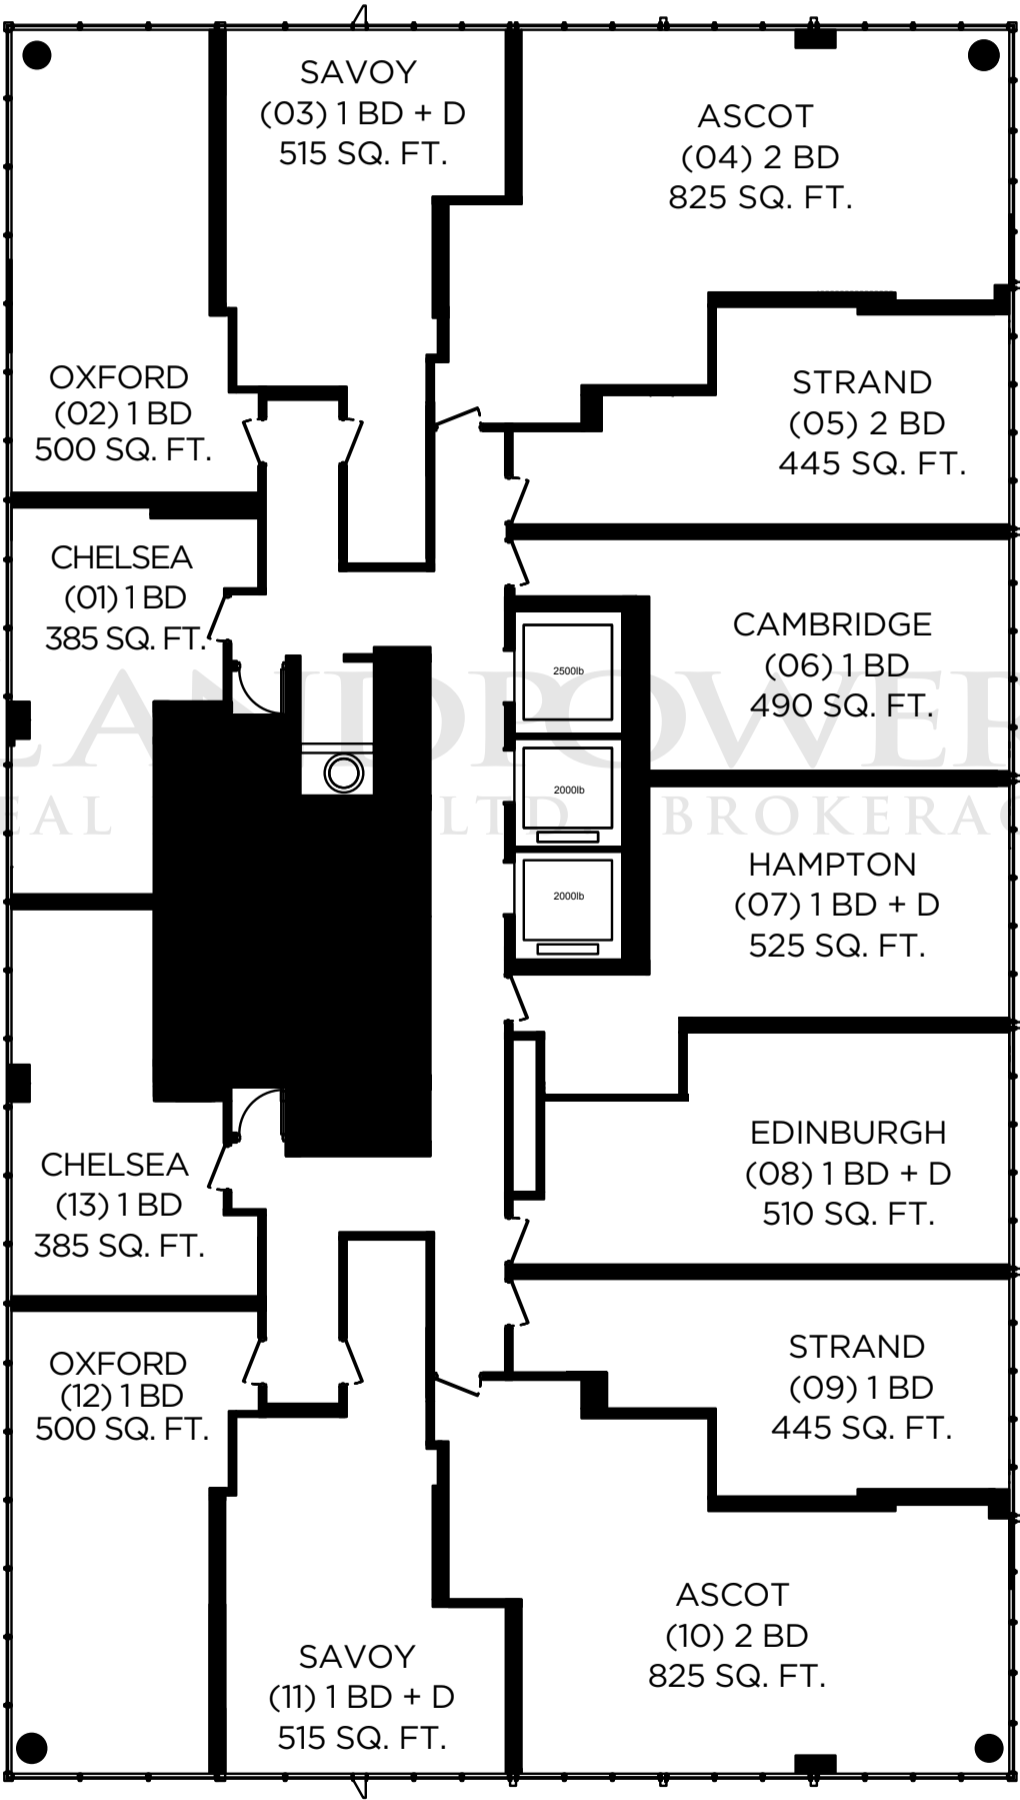 SAVOY
(03) 1 BD + D
515 SQ. FT.
ASCOT
(04) 2 BD
825 SQ. FT.
OXFORD
(02) 1 BD
500 SQ. FT.
STRAND
(05) 2 BD
445 SQ. FT.
CHELSEA
(01) 1 BD
385 SQ. FT.
CAMBRIDGE
(06) 1 BD
490 SQ. FT.
2500lb
2000lb
2000lb
LANDPOWER
EAL LTD BROKERAG
HAMPTON
(07) 1 BD + D
525 SQ. FT.
EDINBURGH
(08) 1 BD + D
510 SQ. FT.
CHELSEA
(13) 1 BD
385 SQ. FT.
OXFORD
(12) 1 BD
500 SQ. FT.
STRAND
(09) 1 BD
445 SQ. FT.
ASCOT
(10) 2 BD
825 SQ. FT.
SAVOY
(11) 1 BD + D
515 SQ. FT.